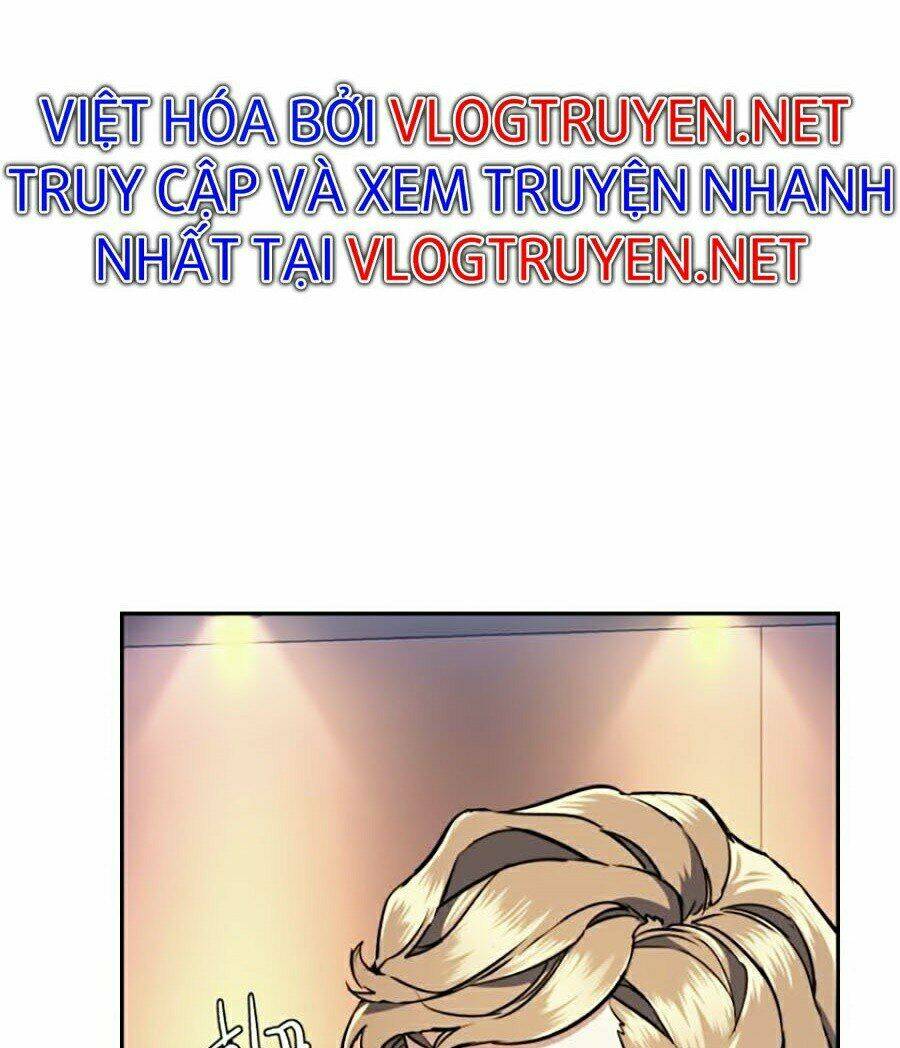 VIỆT HÓA BỞI VLOGTRUYEN.NET
TRUY CẬP VÀ XEM TRUYỆN NHANH
NHẤT TẠI VLOGTRUYEN.NET